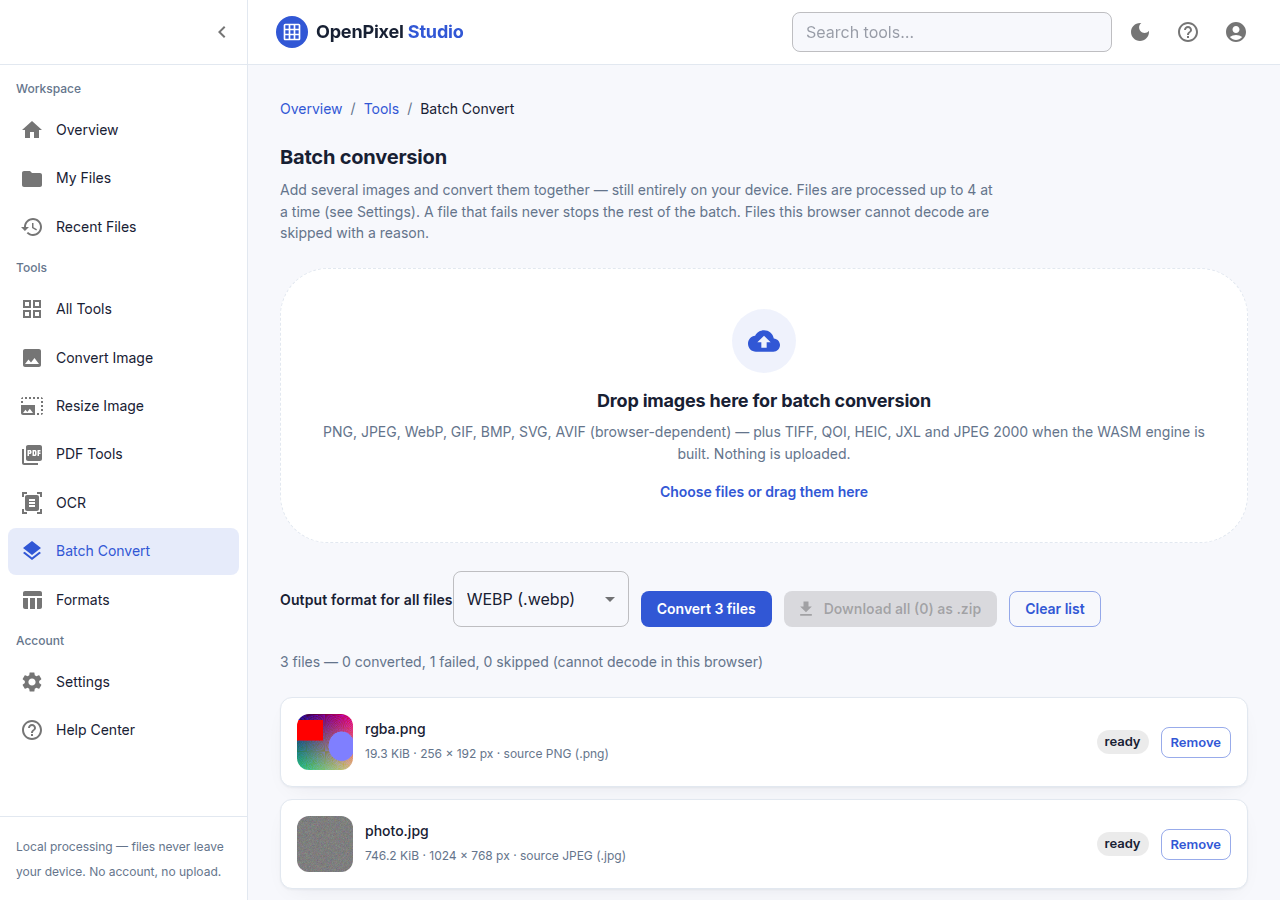 OpenPixel Studio
Search tools...
Workspace
Overview
My Files
Recent Files
Tools
All Tools
Convert Image
Resize Image
PDF Tools
OCR
Batch Convert
Formats
Account
Settings
Help Center
Local processing — files never leave
your device. No account, no upload.
Overview / Tools / Batch Convert
Batch conversion
Add several images and convert them together — still entirely on your device. Files are processed up to 4 at
a time (see Settings). A file that fails never stops the rest of the batch. Files this browser cannot decode are
skipped with a reason.
Drop images here for batch conversion
PNG, JPEG, WebP, GIF, BMP, SVG, AVIF (browser-dependent) — plus TIFF, QOI, HEIC, JXL and JPEG 2000 when the WASM engine is
built. Nothing is uploaded.
Choose files or drag them here
Output format for all files WEBP (.webp) Convert 3 files Download all (0) as .zip Clear list
3 files — 0 converted, 1 failed, 0 skipped (cannot decode in this browser)
rgba.png
19.3 KiB · 256 × 192 px · source PNG (.png)
ready Remove
photo.jpg
746.2 KiB · 1024 × 768 px · source JPEG (.jpg)
ready Remove